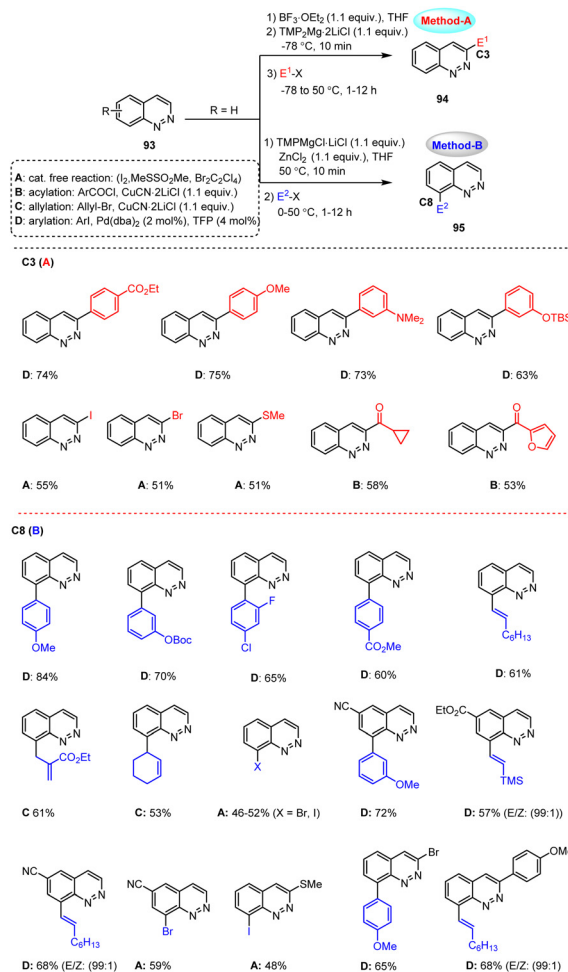 1) BF3·OEt2 (1.1 equiv.), THF
2) TMP2Mg·2LiCl (1.1 equiv.)
-78 °C, 10 min
3) E1-X
-78 to 50 °C, 1-12 h
Method-A
E1
C3
N
N
94
R
N
N
93
R = H
1) TMPMgCl·LiCl (1.1 equiv.)
ZnCl2 (1.1 equiv.), THF
50 °C, 10 min
2) E2-X
0-50 °C, 1-12 h
Method-B
N
N
C8
E2
95
A: cat. free reaction: (I2,MeSSO2Me, Br2C2Cl4)
B: acylation: ArCOCl, CuCN·2LiCl (1.1 equiv.)
C: allylation: Allyl-Br, CuCN·2LiCl (1.1 equiv.)
D: arylation: ArI, Pd(dba)2 (2 mol%), TFP (4 mol%)
C3 (A)
CO2Et
N
N
D: 74%
OMe
N
N
D: 75%
NMe2
N
N
D: 73%
OTBS
N
N
D: 63%
I
N
N
A: 55%
Br
N
N
A: 51%
SMe
N
N
A: 51%
O
N
N
B: 58%
O
O
N
N
B: 53%
C8 (B)
N
N
OMe
D: 84%
N
N
OBoc
D: 70%
N
N
F
Cl
D: 65%
N
N
CO2Me
D: 60%
N
N
C6H13
D: 61%
N
N
CO2Et
C 61%
N
N
C: 53%
N
N
X
A: 46-52% (X = Br, I)
NC
N
N
OMe
D: 72%
EtO2C
N
N
TMS
D: 57% (E/Z: (99:1))
NC
N
N
C6H13
D: 68% (E/Z: (99:1)
NC
N
N
Br
A: 59%
SMe
N
N
I
A: 48%
Br
N
N
OMe
D: 65%
OMe
N
N
C6H13
D: 68% (E/Z: (99:1)